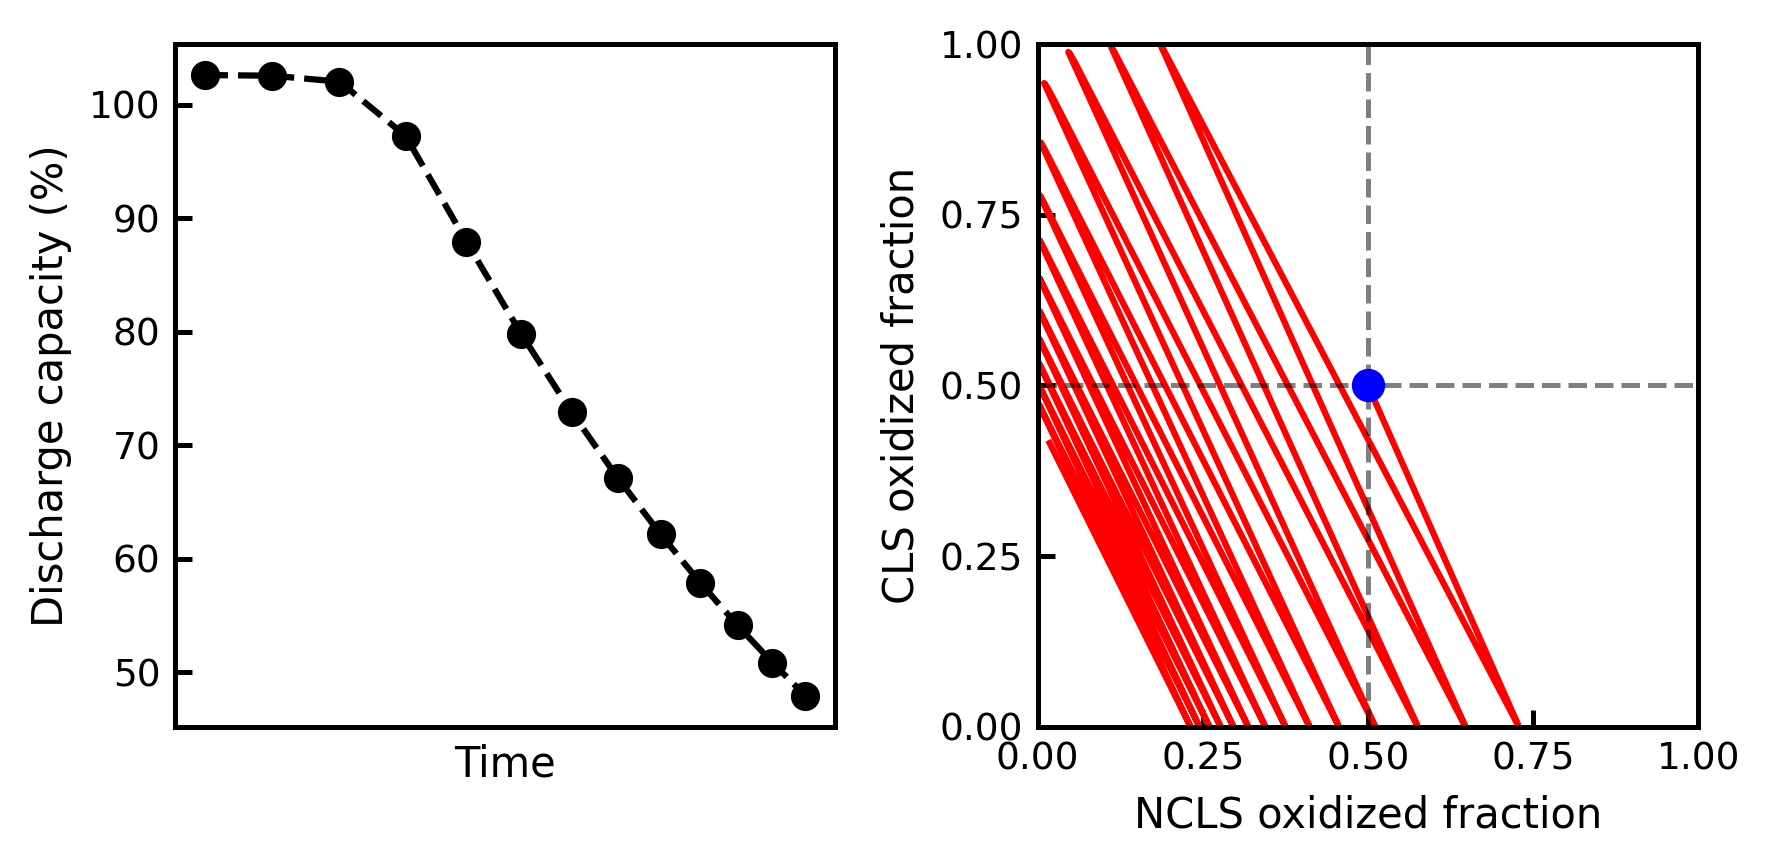 Discharge capacity (%)
100
90
80
70
60
50
Time
CLS oxidized fraction
1.00
0.75
0.50
0.25
0.00
0.00 0.25 0.50 0.75 1.00
NCLS oxidized fraction